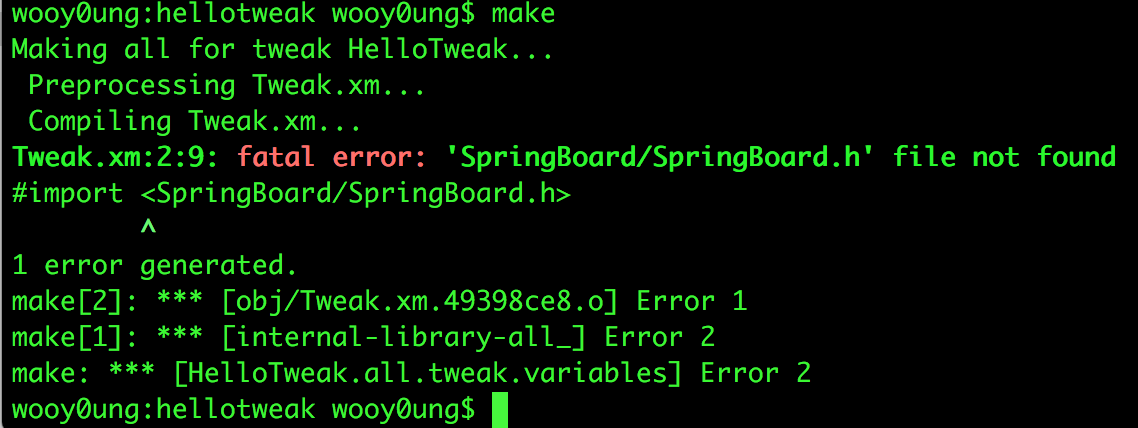 wooy0ung:hellotweak wooy0ung$ make
Making all for tweak HelloTweak...
Preprocessing Tweak.xm...
Compiling Tweak.xm...
Tweak.xm:2:9: fatal error: 'SpringBoard/SpringBoard.h' file not found
#import <SpringBoard/SpringBoard.h>
^
1 error generated.
make[2]: *** [obj/Tweak.xm.49398ce8.o] Error 1
make[1]: *** [internal-library-all_] Error 2
make: *** [HelloTweak.all.tweak.variables] Error 2
wooy0ung:hellotweak wooy0ung$